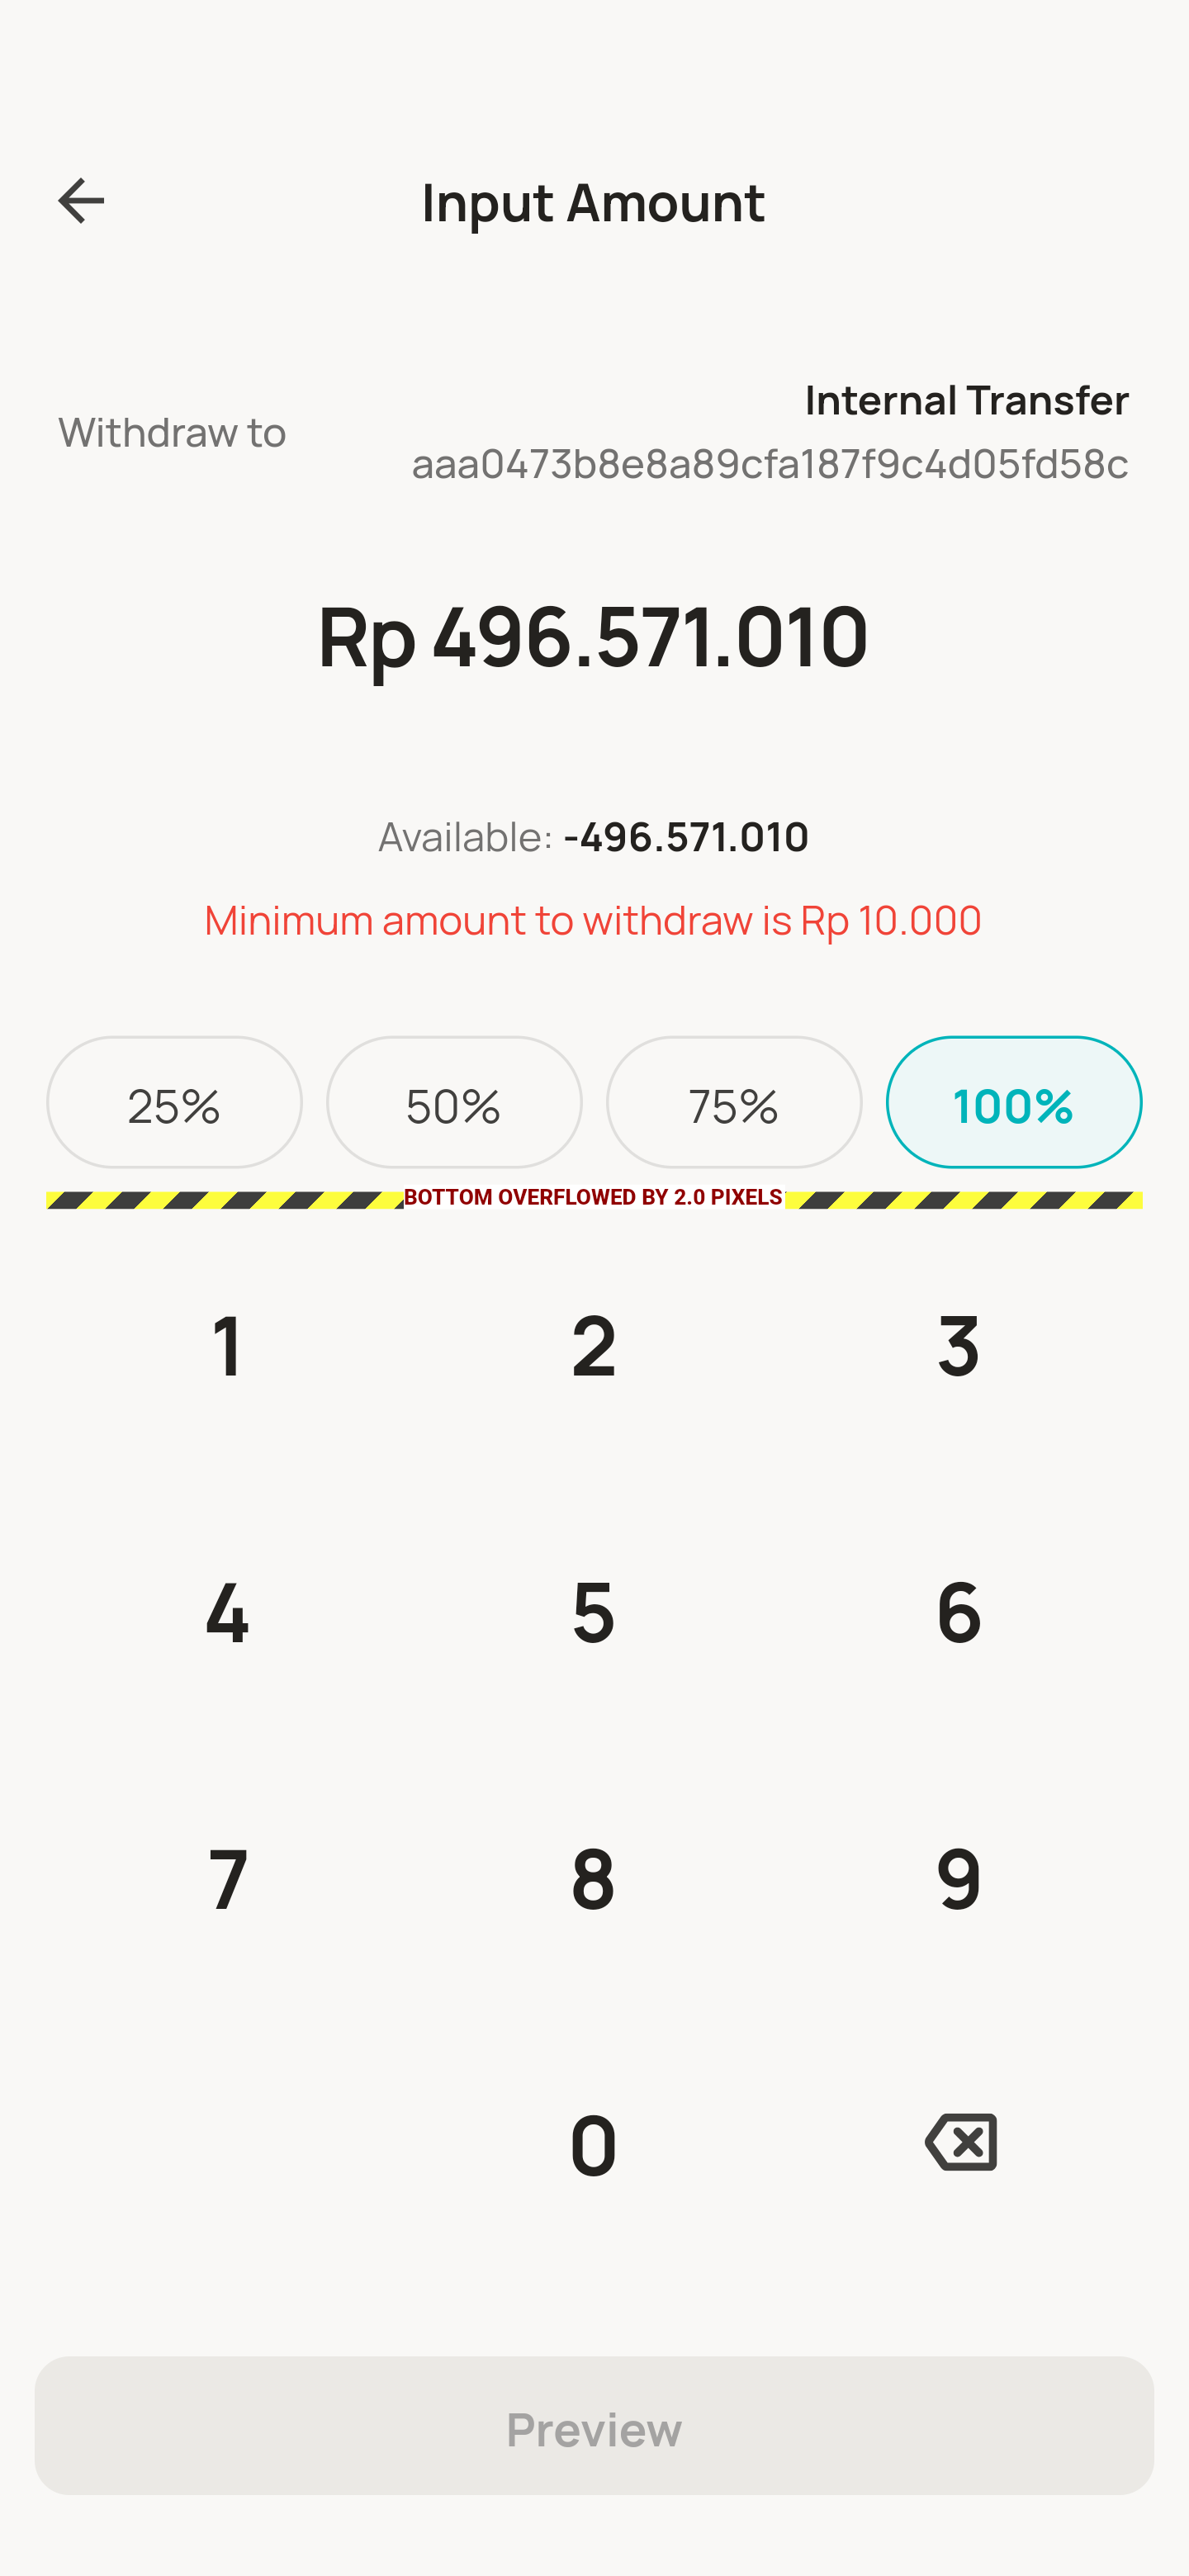 Input Amount
Withdraw to
Internal Transfer
aaa0473b8e8a89cfa187f9c4d05fd58c
Rp 496.571.010
Available: -496.571.010
Minimum amount to withdraw is Rp 10.000
25% 50% 75% 100%
BOTTOM OVERFLOWED BY 2.0 PIXELS
1 2 3
4 5 6
7 8 9
0
Preview